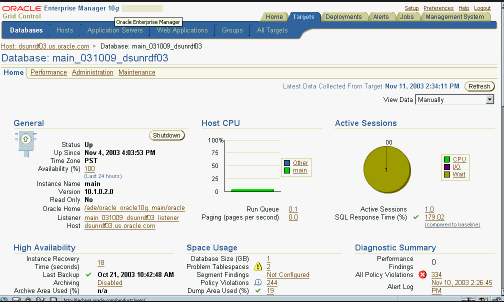 ORACLE Enterprise Manager 10g
Grid Control
Oracle Enterprise Manager
Setup Preferences Help Logout
Home Targets Deployments Alerts Jobs Management System
Databases Hosts Application Servers Web Applications Groups All Targets
Host: dsunrdf03.us.oracle.com > Database: main_031009_dsunrdf03
Database: main_031009_dsunrdf03
Home Performance Administration Maintenance
Latest Data Collected From Target Nov 11, 2003 2:34:11 PM Refresh
View Data Manually
General
Shutdown
Status Up
Up Since Nov 4, 2003 4:03:53 PM
Time Zone PST
Availability (%) 100
(Last 24 hours)
Instance Name main
Version 10.1.0.2.0
Read Only No
Oracle Home /ade/oracle_oracle10g_main/oracle
Listener main_031009_dsunrdf03_listener
Host dsunrdf03.us.oracle.com
Host CPU
100%
75
50
25
0
Other
main
Run Queue 0.1
Paging (pages per second) 0.0
Active Sessions
00
CPU
I/O
Wait
Active Sessions 1.0
SQL Response Time (%) 179.02
(compared to baseline)
High Availability
Instance Recovery
Time (seconds) 18
Last Backup Oct 21, 2003 10:42:48 AM
Archiving Disabled
Archive Area Used (%) n/a
Space Usage
Database Size (GB) 1
Problem Tablespaces 2
Segment Findings Not Configured
Policy Violations 244
Dump Area Used (%) 19
Diagnostic Summary
Performance
Findings 0
All Policy Violations 334
Alert Log Nov 10, 2003 2:26:45
PM